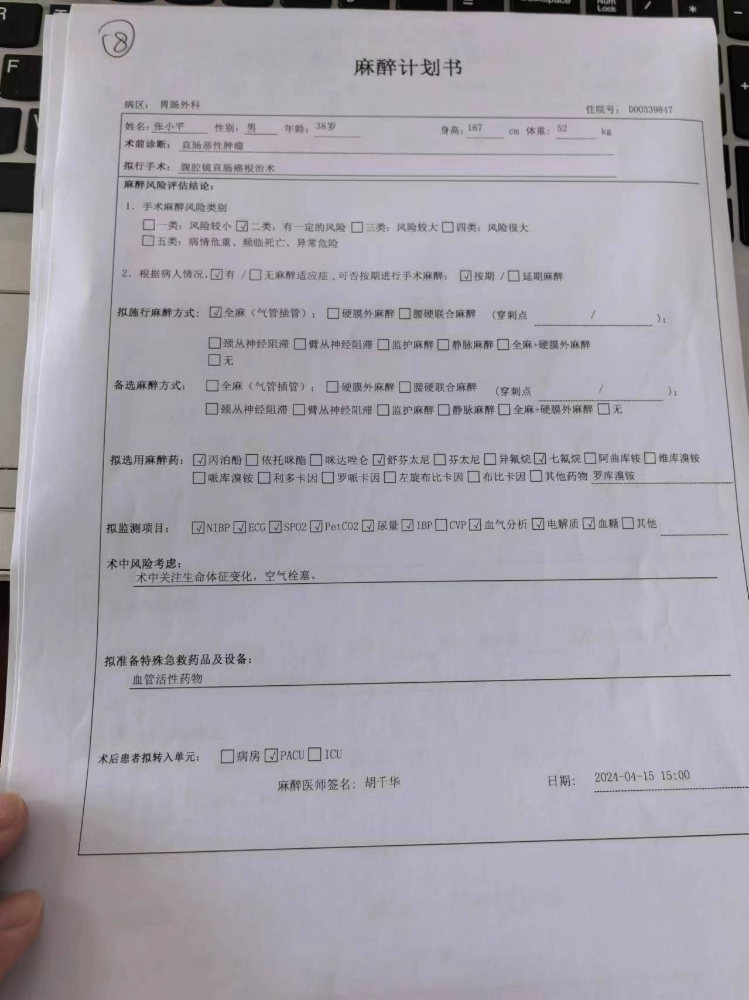 8
麻醉计划书
病区： 胃肠外科 住院号： D00339847
姓名：张小平 性别：男 年龄：38岁 身高：167 cm 体重：52 kg
术前诊断： 直肠恶性肿瘤
拟行手术： 腹腔镜直肠癌根治术
麻醉风险评估结论：
1. 手术麻醉风险类别
□一类：风险较小 ☑二类：有一定的风险 □三类：风险较大 □四类：风险很大
□五类：病情危重、频临死亡、异常危险
2. 根据病人情况，☑有 /□无麻醉适应症，可否按期进行手术麻醉： ☑按期 /□延期麻醉
拟施行麻醉方式: ☑全麻（气管插管）; □硬膜外麻醉 □腰硬联合麻醉 (穿刺点 / );
□颈丛神经阻滞 □臂丛神经阻滞 □监护麻醉 □静脉麻醉 □全麻+硬膜外麻醉
□无
备选麻醉方式: □全麻（气管插管）; □硬膜外麻醉 □腰硬联合麻醉 (穿刺点 / );
□颈丛神经阻滞 □臂丛神经阻滞 □监护麻醉 □静脉麻醉 □全麻+硬膜外麻醉 □无
拟选用麻醉药: ☑丙泊酚 □依托咪酯 □咪达唑仑 ☑舒芬太尼 □芬太尼 □异氟烷 ☑七氟烷 □阿曲库铵 □维库溴铵
□哌库溴铵 □利多卡因 □罗哌卡因 □左旋布比卡因 □布比卡因 □其他药物 罗库溴铵
拟监测项目: ☑NIBP ☑ECG ☑SPO2 ☑PetCO2 ☑尿量 ☑IBP □CVP ☑血气分析 ☑电解质 ☑血糖 □其他
术中风险考虑:
术中关注生命体征变化，空气栓塞。
拟准备特殊急救药品及设备:
血管活性药物
术后患者拟转入单元: □病房 ☑PACU □ICU
麻醉医师签名: 胡千华 日期: 2024-04-15 15:00
R
F
Num
Lock
/
*
-
+
=